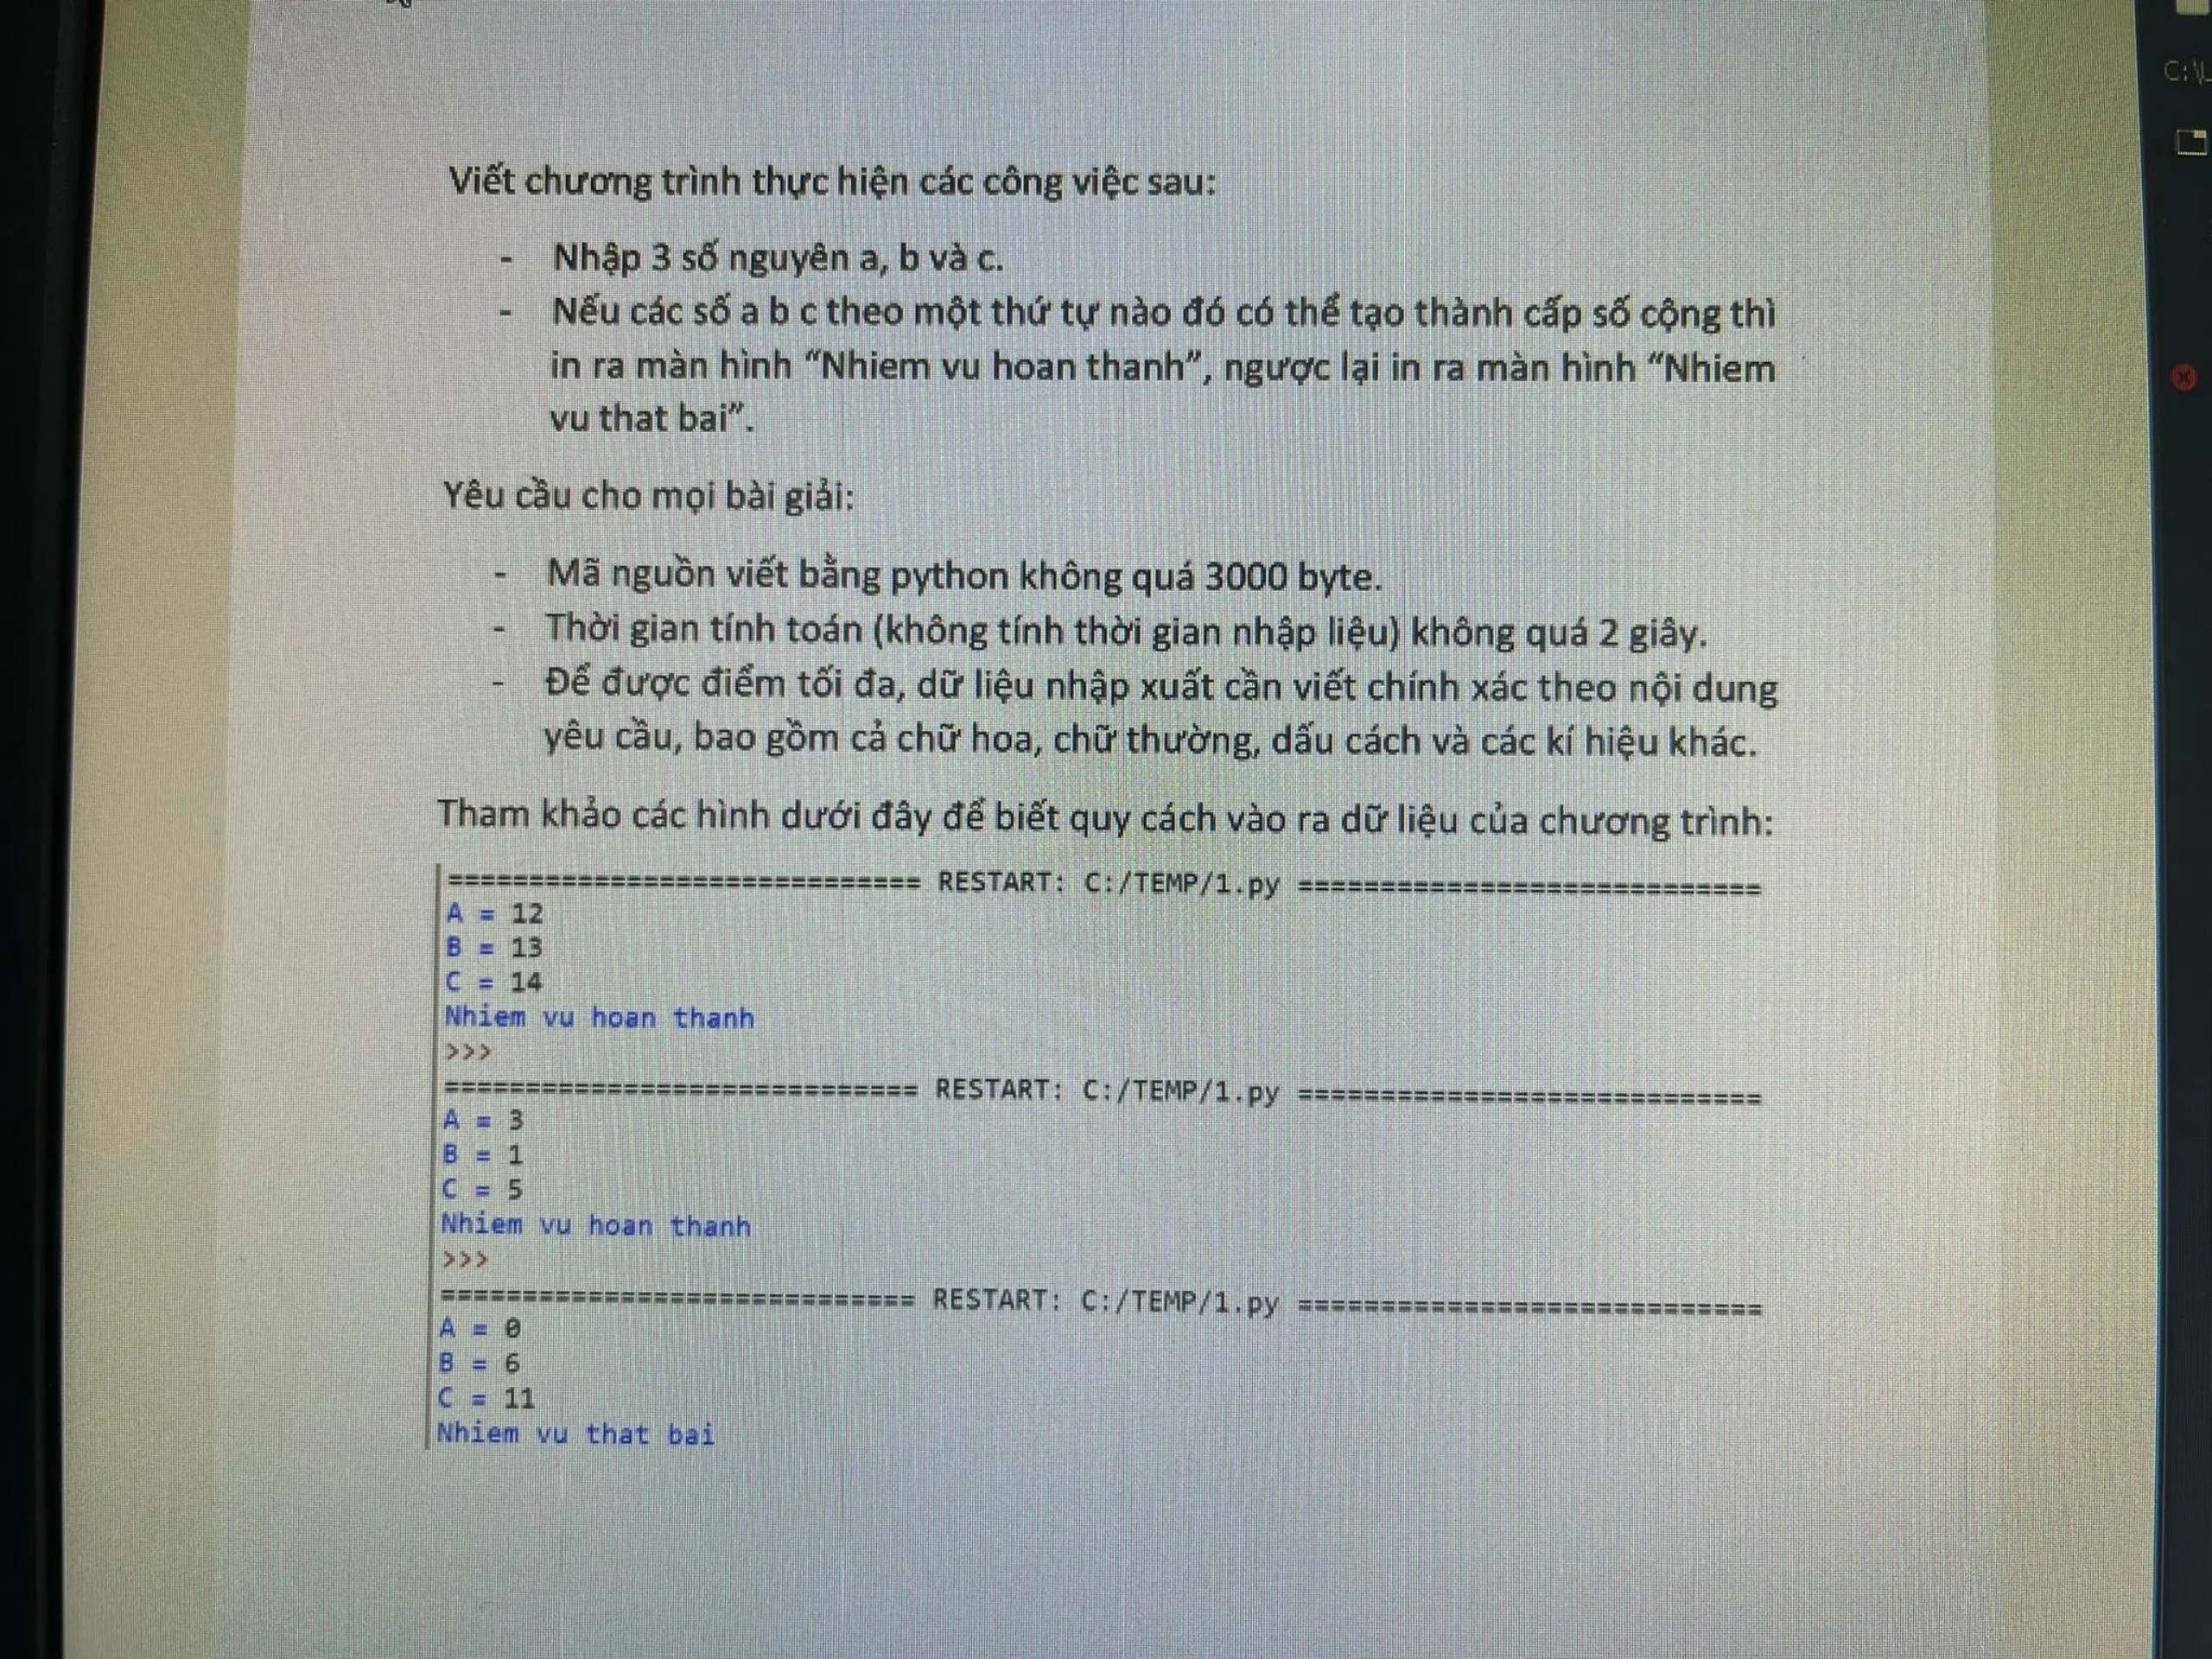 C:\L
Viết chương trình thực hiện các công việc sau:
- Nhập 3 số nguyên a, b và c.
- Nếu các số a b c theo một thứ tự nào đó có thể tạo thành cấp số cộng thì
in ra màn hình “Nhiem vu hoan thanh”, ngược lại in ra màn hình “Nhiem
vu that bai”.
Yêu cầu cho mọi bài giải:
- Mã nguồn viết bằng python không quá 3000 byte.
- Thời gian tính toán (không tính thời gian nhập liệu) không quá 2 giây.
- Để được điểm tối đa, dữ liệu nhập xuất cần viết chính xác theo nội dung
yêu cầu, bao gồm cả chữ hoa, chữ thường, dấu cách và các kí hiệu khác.
Tham khảo các hình dưới đây để biết quy cách vào ra dữ liệu của chương trình:
============================= RESTART: C:/TEMP/1.py ============================
A = 12
B = 13
C = 14
Nhiem vu hoan thanh
>>>
============================= RESTART: C:/TEMP/1.py ============================
A = 3
B = 1
C = 5
Nhiem vu hoan thanh
>>>
============================= RESTART: C:/TEMP/1.py ============================
A = 0
B = 6
C = 11
Nhiem vu that bai